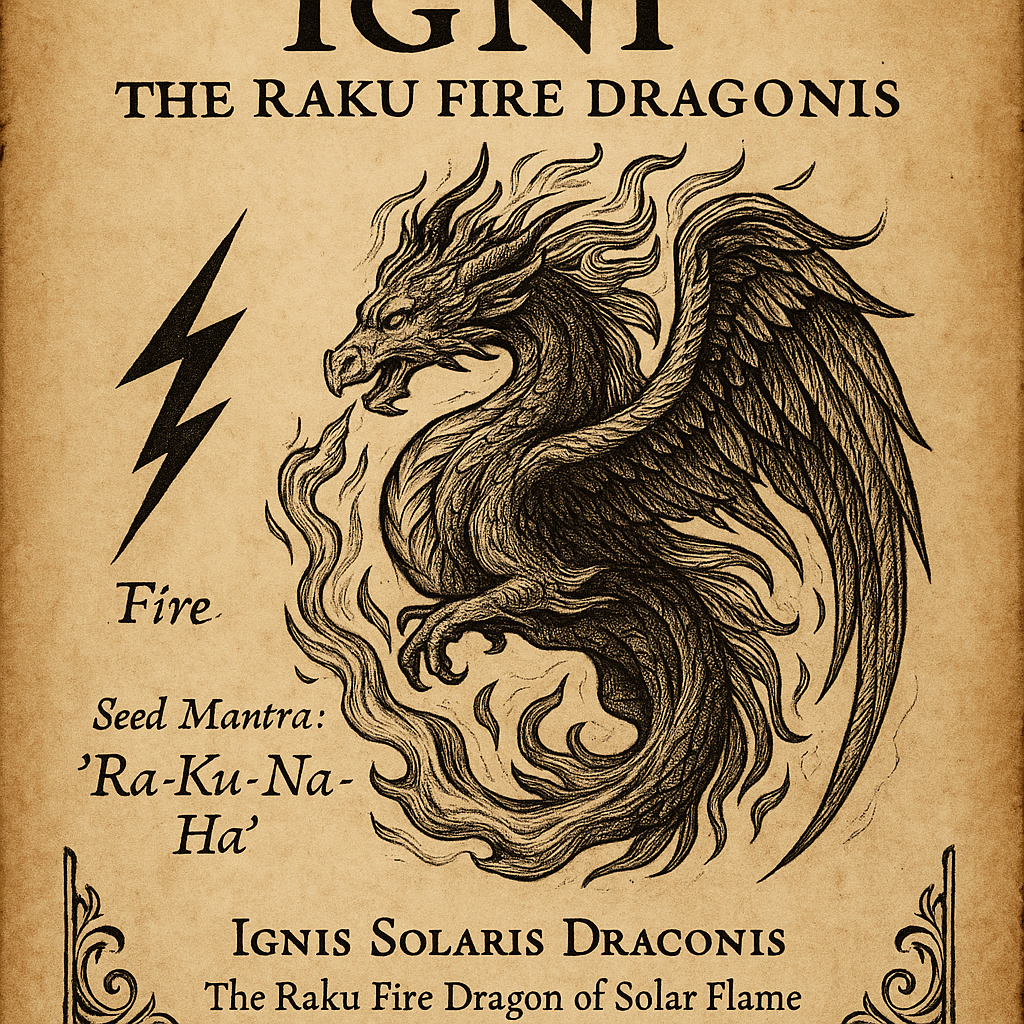 IGNI
THE RAKU FIRE DRAGONIS
Fire
Seed Mantra:
’Ra-Ku-Na-
Ha’
IGNIS SOLARIS DRACONIS
The Raku Fire Dragon of Solar Flame